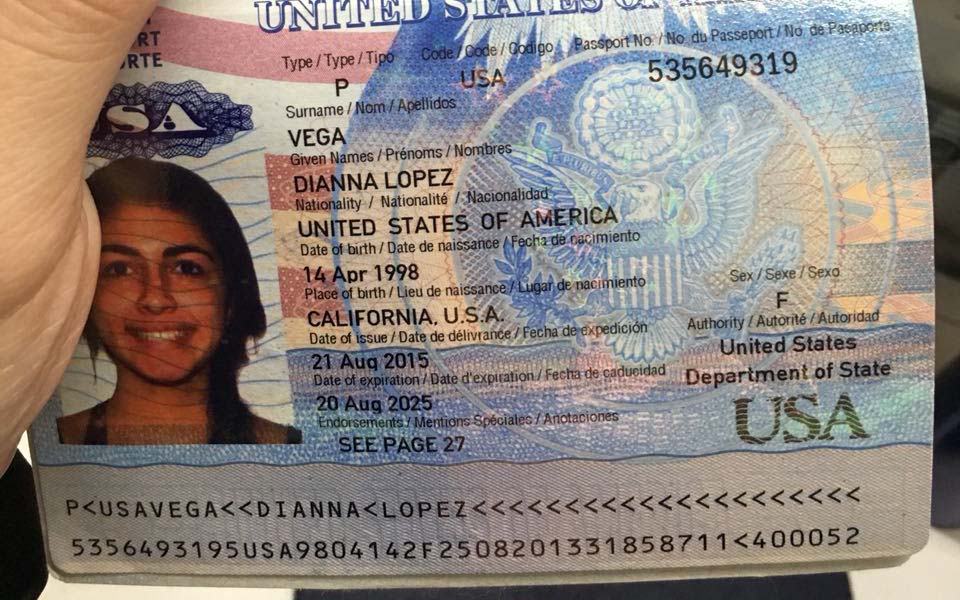 UNITED STATES OF
RT
RTE
USA
Type / Type / Tipo Code / Code / Codigo Passport No. / No. du Passeport / No. de Pasaporte
P USA 535649319
Surname / Nom / Apellidos
VEGA
Given Names / Prénoms / Nombres
DIANNA LOPEZ
Nationality / Nationalité / Nacionalidad
UNITED STATES OF AMERICA
Date of birth / Date de naissance / Fecha de nacimiento
14 Apr 1998
Place of birth / Lieu de naissance / Lugar de nacimiento
CALIFORNIA, U.S.A.
Date of issue / Date de délivrance / Fecha de expedición
21 Aug 2015
Date of expiration / Date d'expiration / Fecha de caducidad
20 Aug 2025
Endorsements / Mentions Spéciales / Anotaciones
SEE PAGE 27
Sex / Sexe / Sexo
F
Authority / Autorité / Autoridad
United States
Department of State
USA
P<USAVEGA<<DIANNA<LOPEZ<<<<<<<<<<<<<<<<<<<<<
5356493195USA9804142F2508201331858711<400052